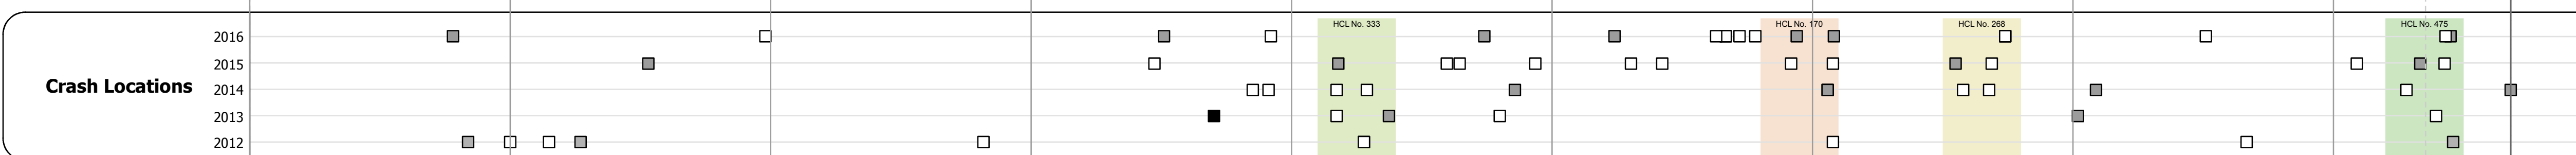 HCL No. 333
HCL No. 170
HCL No. 268
HCL No. 475
Crash Locations
2016
2015
2014
2013
2012